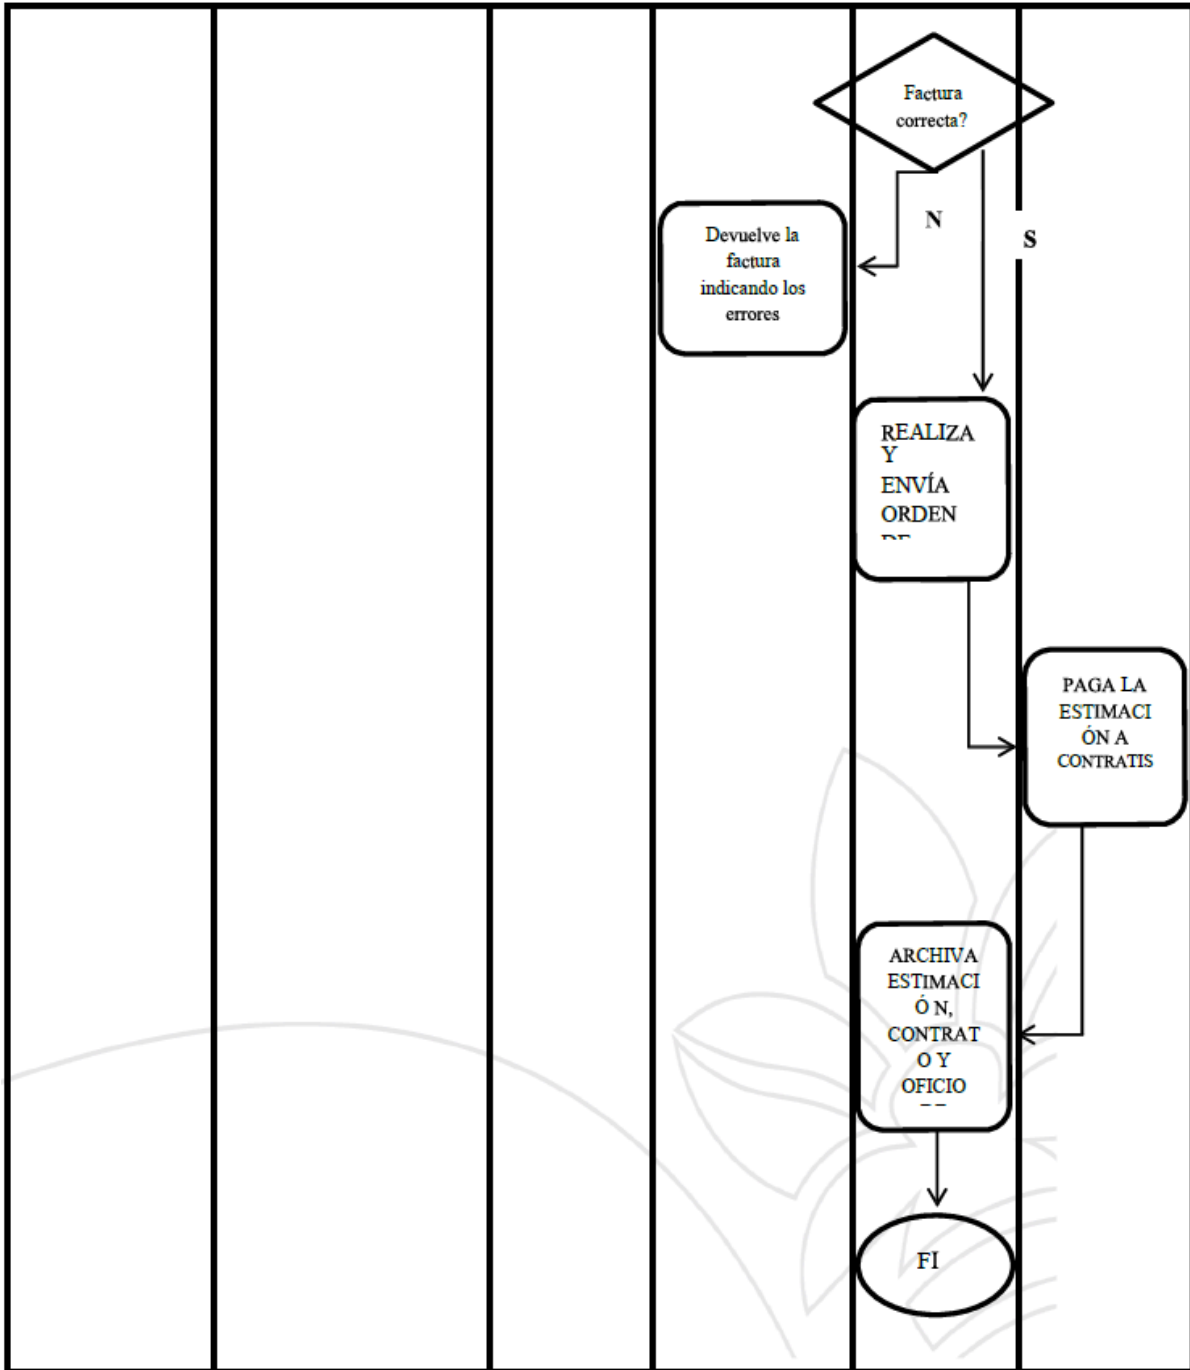 Factura
correcta?
N
S
Devuelve la
factura
indicando los
errores
REALIZA
Y
ENVÍA
ORDEN
PAGA LA
ESTIMACI
ÓN A
CONTRATIS
ARCHIVA
ESTIMACI
Ó N,
CONTRAT
O Y
OFICIO
FI